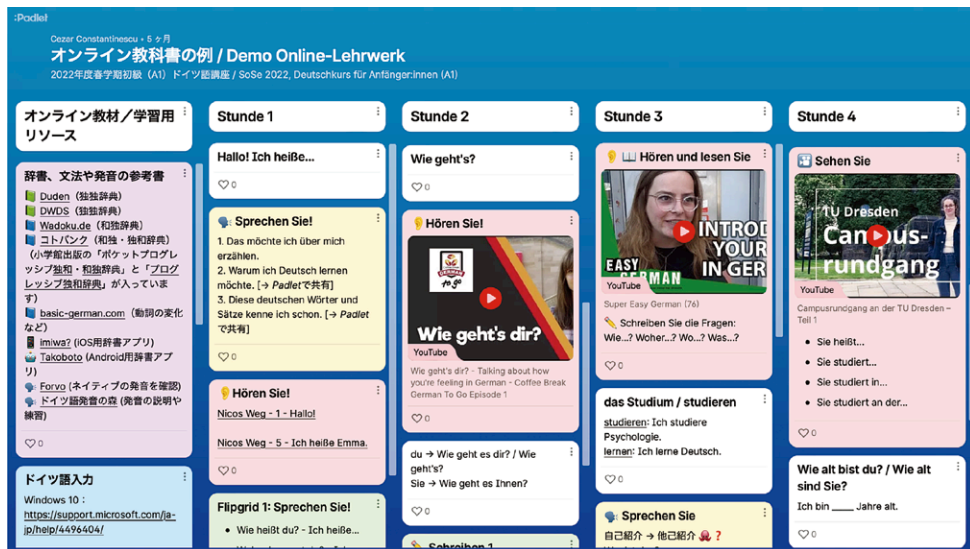 :Padlet
Cezar Constantinescu • 5 ヶ月
オンライン教科書の例 / Demo Online-Lehrwerk
2022年度春学期初級（A1）ドイツ語講座 / SoSe 2022, Deutschkurs für Anfänger:innen (A1)
オンライン教材／学習用
リソース
辞書、文法や発音の参考書
📗 Duden（独独辞典）
📗 DWDS（独独辞典）
📘 Wadoku.de（和独辞典）
📘 コトバンク（和独・独和辞典）
（小学館出版の「ポケットプログレ
ッシブ独和・和独辞典」と「プログ
レッシブ独和辞典」が入っていま
す）
📘 basic-german.com（動詞の変化
など）
📱 imiwa? (iOS用辞書アプリ)
🤖 Takoboto (Android用辞書アプ
リ)
🗣 Forvo (ネイティブの発音を確認)
🗣 ドイツ語発音の森 (発音の説明や
練習)
♡ 0
ドイツ語入力
Windows 10：
https://support.microsoft.com/ja-
jp/help/4496404/
Stunde 1
Hallo! Ich heiße...
♡ 0
🗣 Sprechen Sie!
1. Das möchte ich über mich
erzählen.
2. Warum ich Deutsch lernen
möchte. [→ Padletで共有]
3. Diese deutschen Wörter und
Sätze kenne ich schon. [→ Padlet
で共有]
♡ 0
👂 Hören Sie!
Nicos Weg - 1 - Hallo!
Nicos Weg - 5 - Ich heiße Emma.
♡ 0
Flipgrid 1: Sprechen Sie!
• Wie heißt du? - Ich heiße...
Stunde 2
Wie geht's?
♡ 0
👂 Hören Sie!
GERMAN
to go
Wie geht's dir?
YouTube
Wie geht's dir? - Talking about how
you're feeling in German - Coffee Break
German To Go Episode 1
♡ 0
du → Wie geht es dir? / Wie
geht's?
Sie → Wie geht es Ihnen?
♡ 0
✏️ Schreiben 1
Stunde 3
👂 📖 Hören und lesen Sie
INTROD
YOUR
EASY GERMAN IN GER
YouTube
Super Easy German (76)
✏️ Schreiben Sie die Fragen:
Wie...? Woher...? Wo...? Was...?
♡ 0
das Studium / studieren
studieren: Ich studiere
Psychologie.
lernen: Ich lerne Deutsch.
♡ 0
🗣 Sprechen Sie
自己紹介 → 他己紹介 🐙 ❓
Stunde 4
Sehen Sie
TU Dresden
Campus-
rundgang
YouTube
Campusrundgang an der TU Dresden –
Teil 1
• Sie heißt...
• Sie studiert...
• Sie studiert in...
• Sie studiert an der...
♡ 0
Wie alt bist du? / Wie alt
sind Sie?
Ich bin ____ Jahre alt.
♡ 0